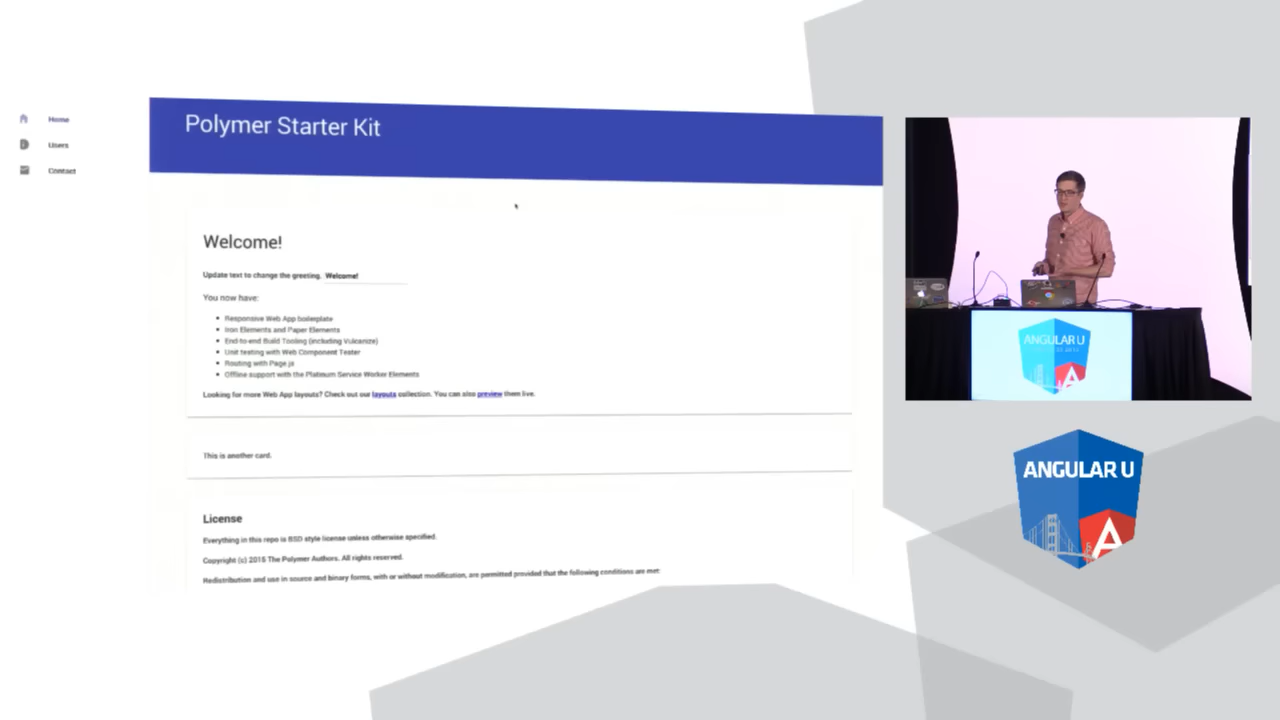 Home
Users
Contact
Polymer Starter Kit
Welcome!
Update text to change the greeting. Welcome!
You now have:
Responsive Web App boilerplate
Iron Elements and Paper Elements
End-to-end Build Tooling (including Vulcanize)
Unit testing with Web Component Tester
Routing with Page.js
Offline support with the Platinum Service Worker Elements
Looking for more Web App layouts? Check out our layouts collection. You can also preview them live.
This is another card.
License
Everything in this repo is BSD style license unless otherwise specified.
Copyright (c) 2015 The Polymer Authors. All rights reserved.
Redistribution and use in source and binary forms, with or without modification, are permitted provided that the following conditions are met:
ANGULAR U
ANGULAR U